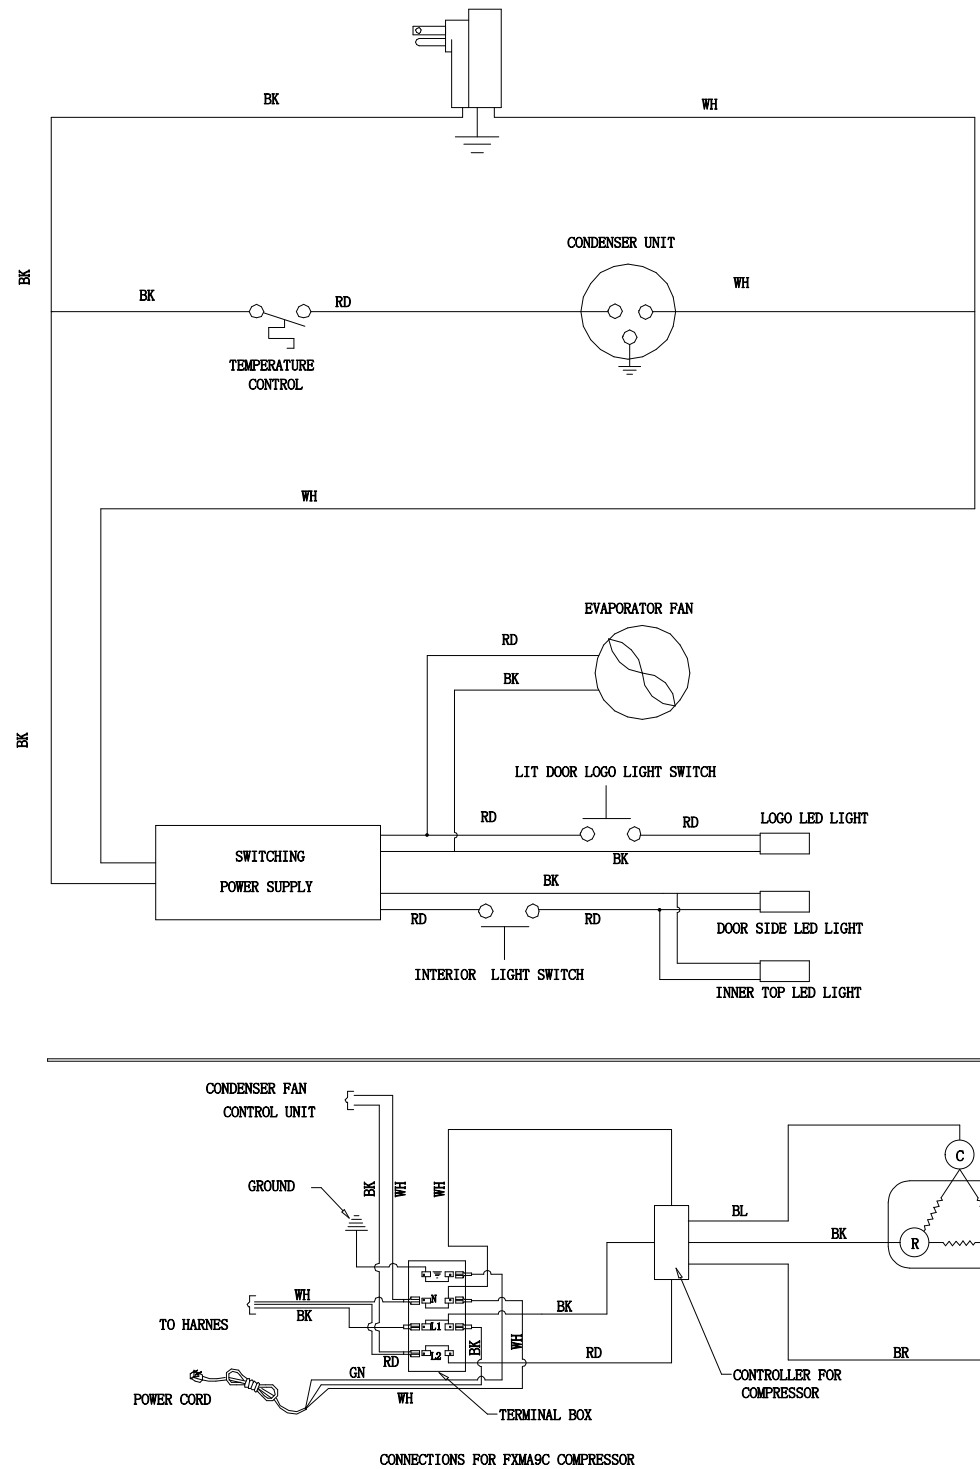 BK
WH
CONDENSER UNIT
BK
WH
BK
RD
TEMPERATURE
CONTROL
WH
EVAPORATOR FAN
RD
BK
BK
LIT DOOR LOGO LIGHT SWITCH
RD
RD
LOGO LED LIGHT
SWITCHING
POWER SUPPLY
BK
BK
RD
RD
DOOR SIDE LED LIGHT
INTERIOR LIGHT SWITCH
INNER TOP LED LIGHT
CONDENSER FAN
CONTROL UNIT
C
GROUND
BK
WH
WH
BL
BK
R
WH
N
BK
TO HARNES
BK
L1
WH
BK
RD
L2
RD
BR
GN
CONTROLLER FOR
COMPRESSOR
POWER CORD
WH
TERMINAL BOX
CONNECTIONS FOR FXMA9C COMPRESSOR